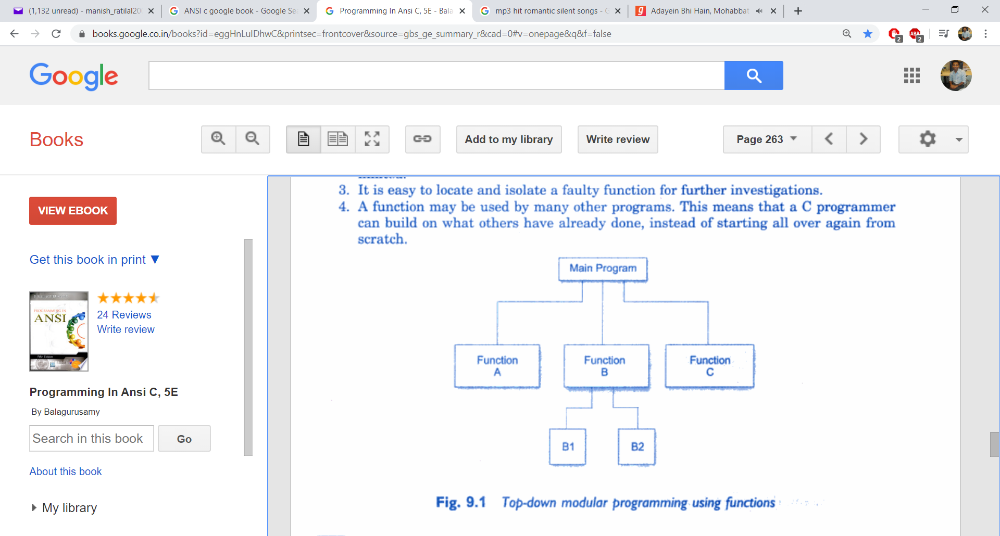 (1,132 unread) - manish_ratilal20
ANSI c google book - Google Se
Programming In Ansi C, 5E - Bala
mp3 hit romantic silent songs - G
Adayein Bhi Hain, Mohabbat
books.google.co.in/books?id=eggHnLuIDhwC&printsec=frontcover&source=gbs_ge_summary_r&cad=0#v=onepage&q&f=false
2
ABP
2
Google
Books
Add to my library
Write review
Page 263
VIEW EBOOK
Get this book in print ▼
E BALAGURUSAMY
PROGRAMMING IN
ANSI
Fifth Edition
24 Reviews
Write review
Programming In Ansi C, 5E
By Balagurusamy
Search in this book
Go
About this book
My library
3. It is easy to locate and isolate a faulty function for further investigations.
4. A function may be used by many other programs. This means that a C programmer
can build on what others have already done, instead of starting all over again from
scratch.
Main Program
Function
A
Function
B
Function
C
B1
B2
Fig. 9.1 Top-down modular programming using functions